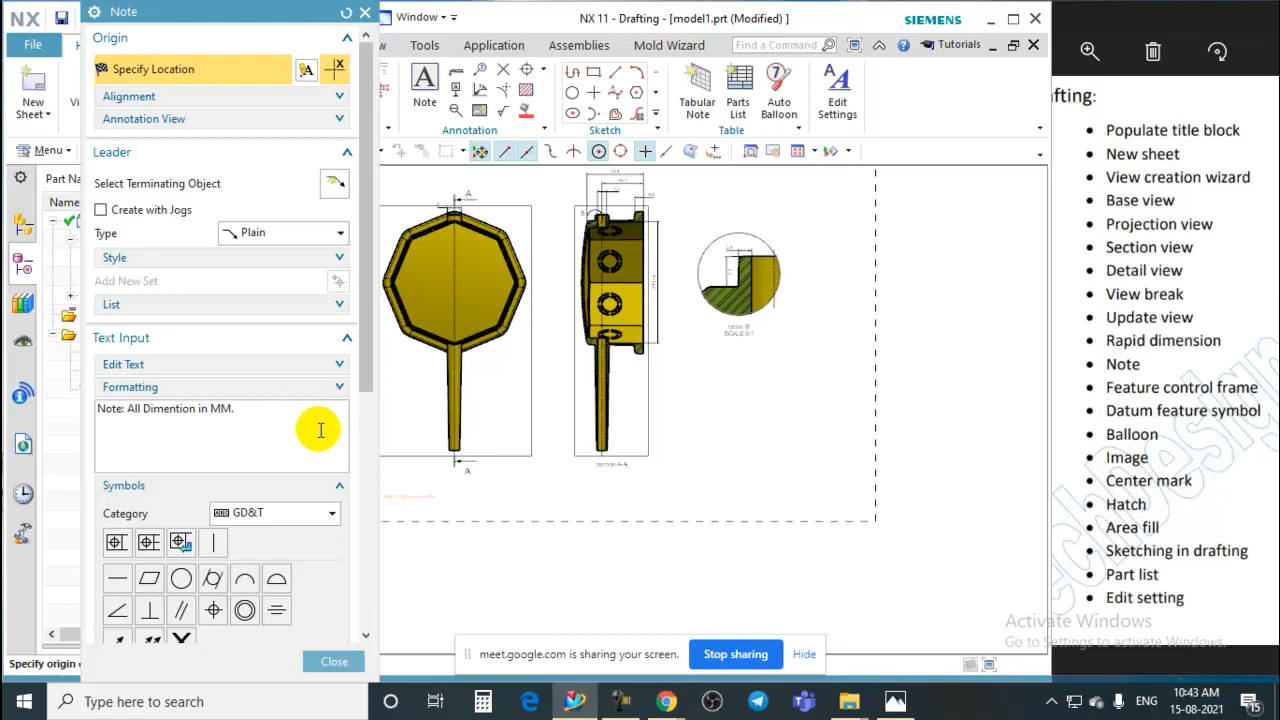 NX
Note
Window
NX 11 - Drafting - [model1.prt (Modified) ]
SIEMENS
File
Tools
Application
Assemblies
Mold Wizard
Find a Command
Tutorials
Origin
Specify Location
Alignment
Annotation View
New
Sheet
Note
Annotation
Sketch
Tabular
Note
Parts
List
Auto
Balloon
Table
Edit
Settings
Menu
Part Na
Name
Leader
Select Terminating Object
Create with Jogs
Type
Plain
Style
Add New Set
List
Text Input
Edit Text
Formatting
Note: All Dimention in MM.
Symbols
Category
GD&T
Close
Specify origin
A
A
B
SECTION A-A
DETAIL B
meet.google.com is sharing your screen.
Stop sharing
Hide
fting:
• Populate title block
• New sheet
• View creation wizard
• Base view
• Projection view
• Section view
• Detail view
• View break
• Update view
• Rapid dimension
• Note
• Feature control frame
• Datum feature symbol
• Balloon
• Image
• Center mark
• Hatch
• Area fill
• Sketching in drafting
• Part list
• Edit setting
echDesign
Activate Windows
Go to Settings to activate Windows.
Type here to search
ENG
10:43 AM
15-08-2021
15